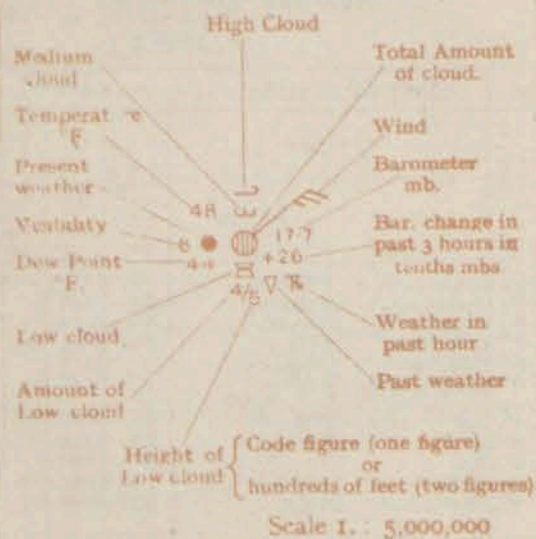 High Cloud
Medium
cloud
Total Amount
of cloud.
Temperat e
°F.
Wind
Present
weather
Barometer
mb.
48
177
Visibility
6
+26
Bar. change in
past 3 hours in
tenths mbs
Dew Point
°F.
44
4/5
Low cloud
Weather in
past hour
Amount of
Low cloud
Past weather
Height of
Low cloud
Code figure (one figure)
or
hundreds of feet (two figures)
Scale 1. : 5,000,000